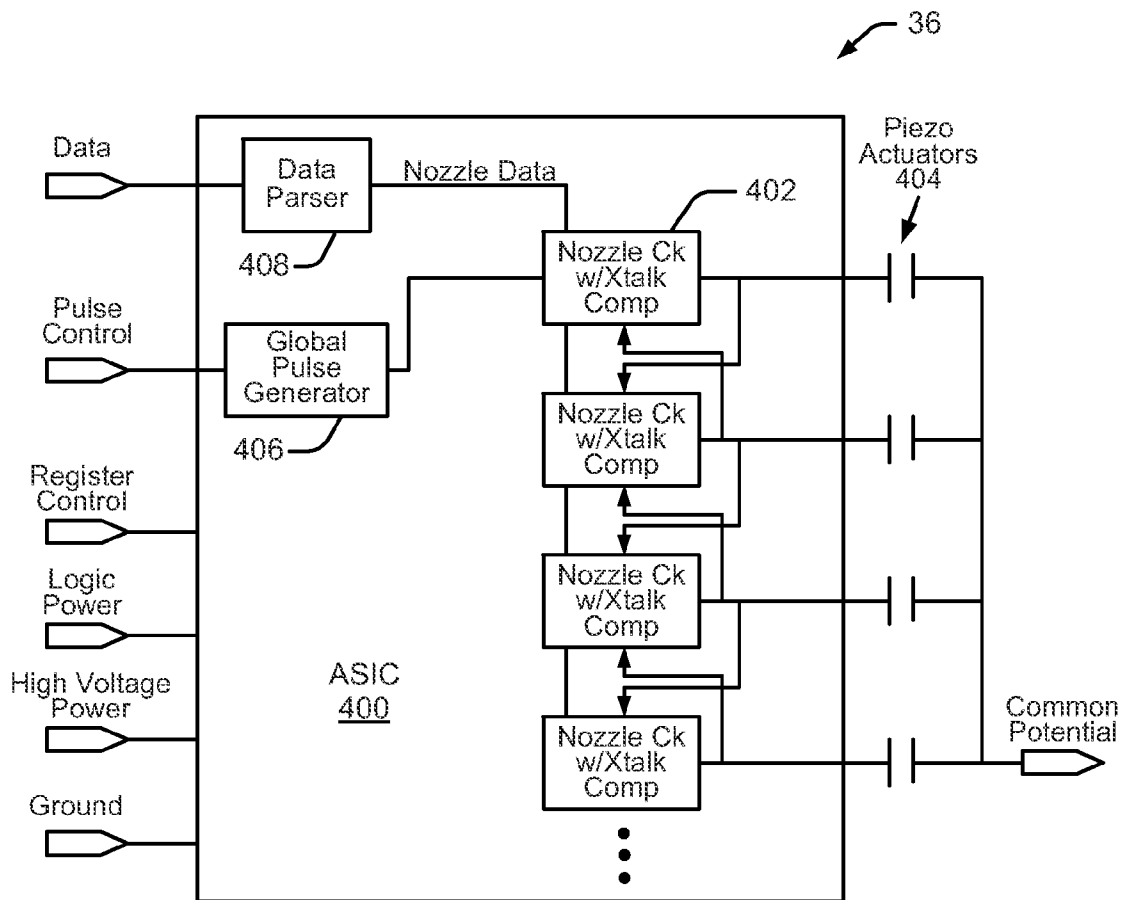 36
Data
Data
Parser
408
Nozzle Data
402
Piezo
Actuators
404
Nozzle Ck
w/Xtalk
Comp
Pulse
Control
Global
Pulse
Generator
406
Nozzle Ck
w/Xtalk
Comp
Register
Control
Logic
Power
Nozzle Ck
w/Xtalk
Comp
High Voltage
Power
ASIC
400
Nozzle Ck
w/Xtalk
Comp
Common
Potential
Ground